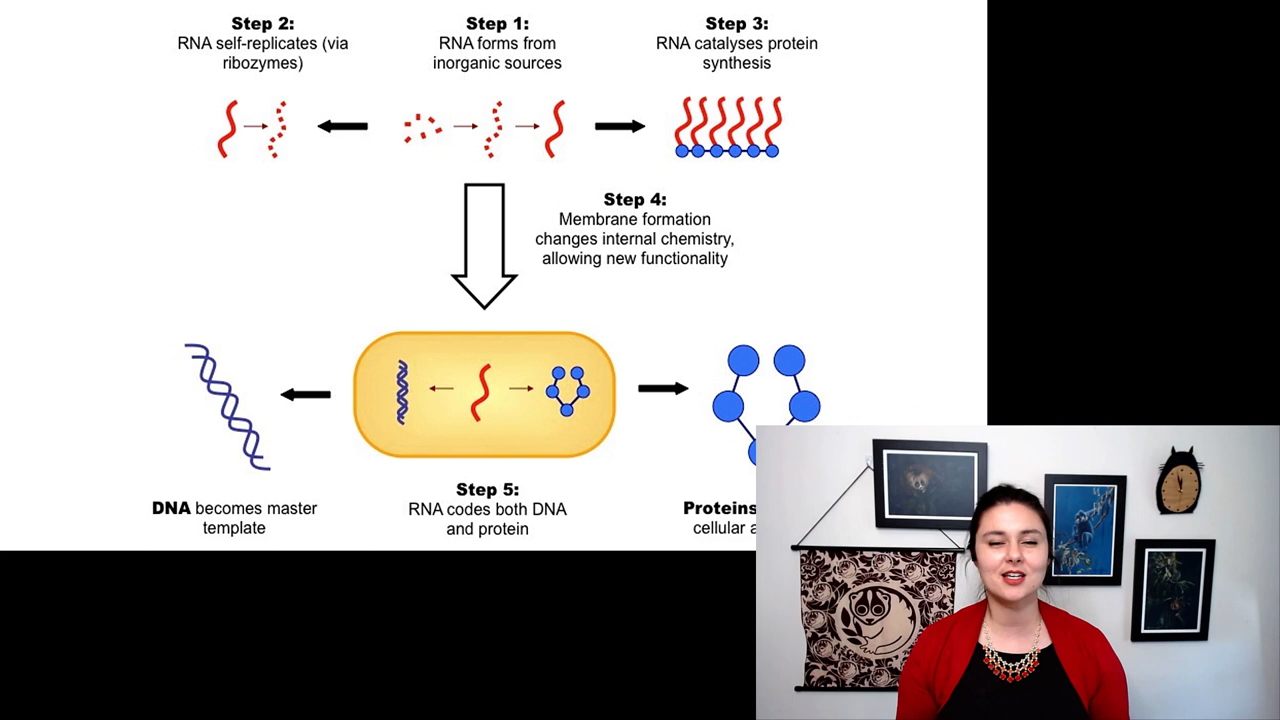 Step 2:
RNA self-replicates (via
ribozymes)
Step 1:
RNA forms from
inorganic sources
Step 3:
RNA catalyses protein
synthesis
Step 4:
Membrane formation
changes internal chemistry,
allowing new functionality
DNA becomes master
template
Step 5:
RNA codes both DNA
and protein
Proteins
cellular